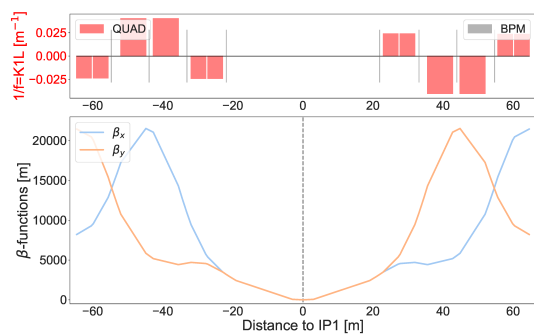 1/f=K1L [m⁻¹]
0.025
0.000
−0.025
QUAD
BPM
−60 −40 −20 0 20 40 60
β-functions [m]
20000
15000
10000
5000
0
βx
βy
−60 −40 −20 0 20 40 60
Distance to IP1 [m]